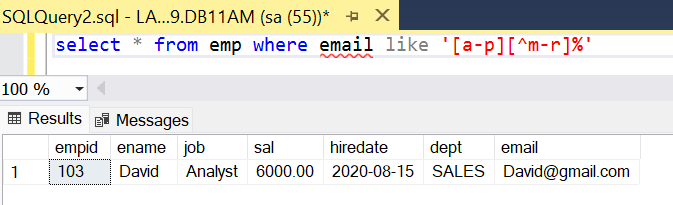 SQLQuery2.sql - LA...9.DB11AM (sa (55))*
select * from emp where email like '[a-p][^m-r]%'
100 %
Results Messages
empid ename job sal hiredate dept email
1 103 David Analyst 6000.00 2020-08-15 SALES David@gmail.com